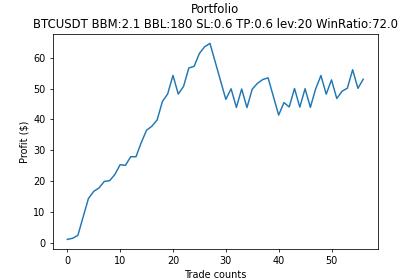 Portfolio
BTCUSDT BBM:2.1 BBL:180 SL:0.6 TP:0.6 lev:20 WinRatio:72.0
60
50
40
30
20
10
0
Profit ($)
0 10 20 30 40 50
Trade counts